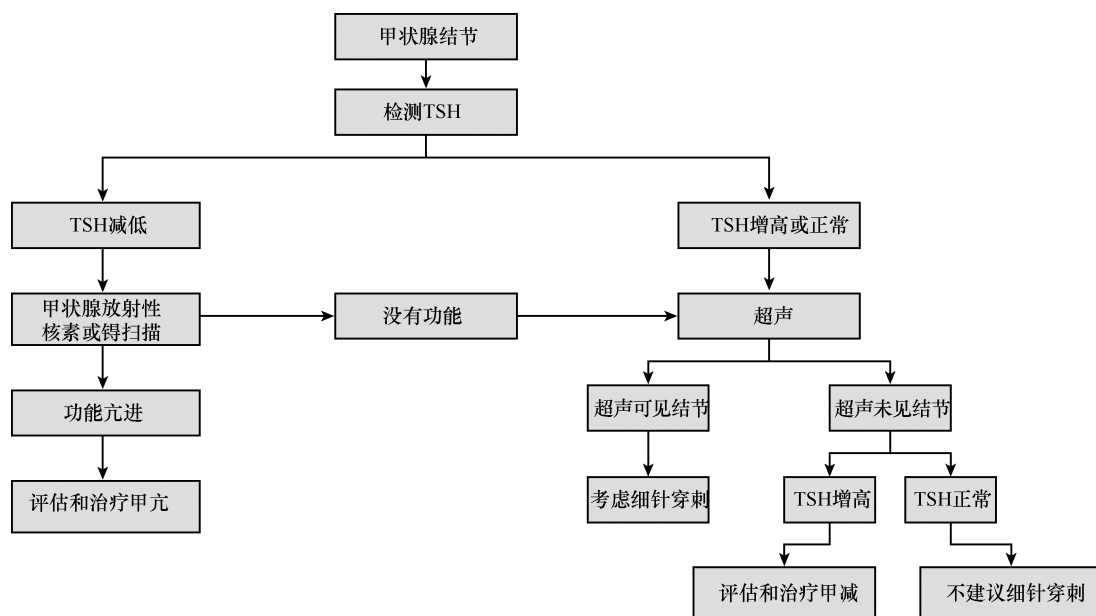 甲状腺结节
检测TSH
TSH减低
TSH增高或正常
甲状腺放射性
核素或锝扫描
没有功能
超声
功能亢进
超声可见结节
超声未见结节
评估和治疗甲亢
考虑细针穿刺
TSH增高
TSH正常
评估和治疗甲减
不建议细针穿刺